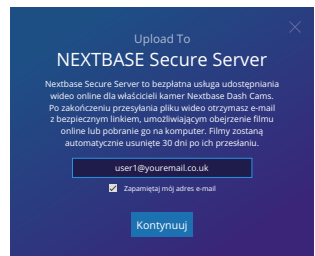 Upload To
NEXTBASE Secure Server
Nextbase Secure Server to bezpłatna usługa udostępniania
wideo online dla właścicieli kamer Nextbase Dash Cams.
Po zakończeniu przesyłania pliku wideo otrzymasz e-mail
z bezpiecznym linkiem, umożliwiającym obejrzenie filmu
online lub pobranie go na komputer. Filmy zostaną
automatycznie usunięte 30 dni po ich przesłaniu.
user1@youremail.co.uk
Zapamiętaj mój adres e-mail
Kontynuuj